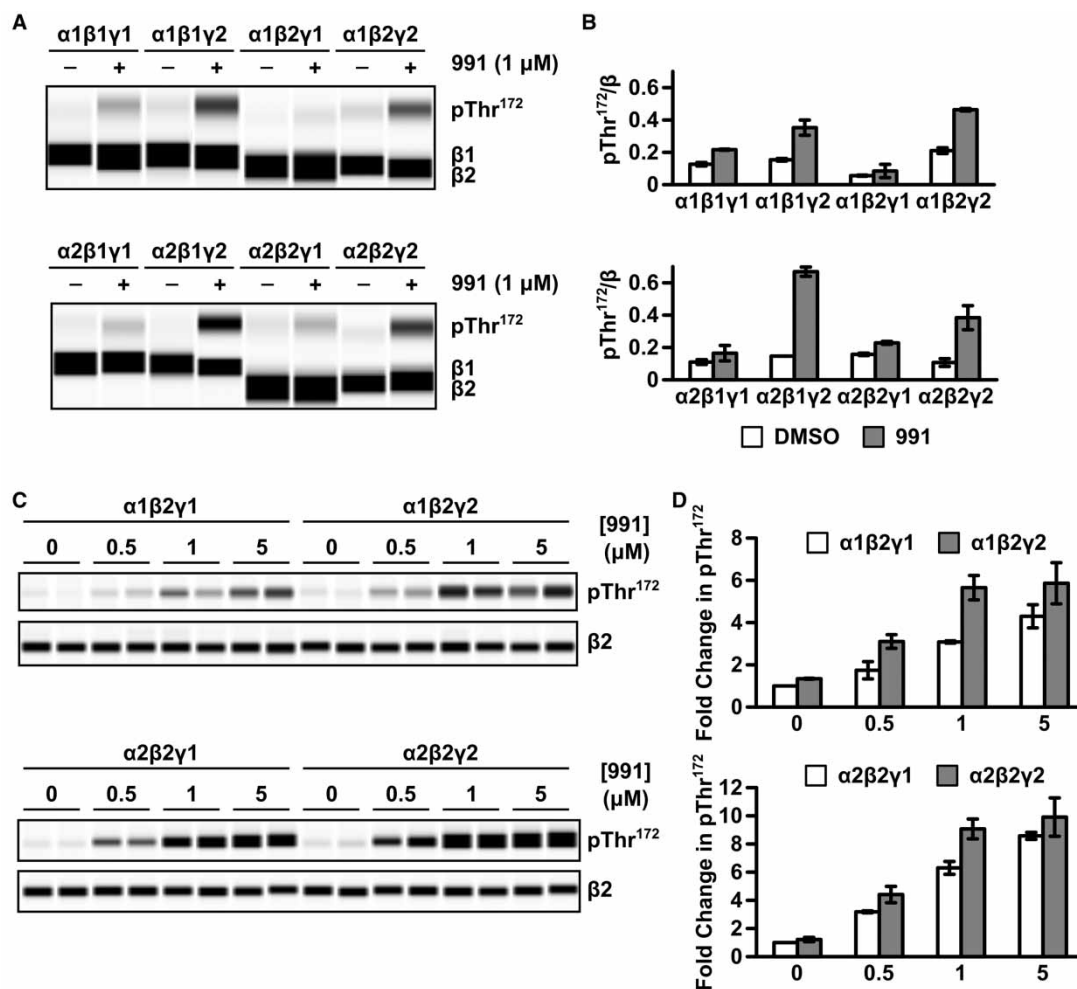 A
α1β1γ1 α1β1γ2 α1β2γ1 α1β2γ2
– + – + – + – + 991 (1 μM)
pThr¹⁷²
β1
β2
α2β1γ1 α2β1γ2 α2β2γ1 α2β2γ2
– + – + – + – + 991 (1 μM)
pThr¹⁷²
β1
β2
B
pThr¹⁷²/β
0.6
0.4
0.2
0
α1β1γ1 α1β1γ2 α1β2γ1 α1β2γ2
pThr¹⁷²/β
0.6
0.4
0.2
0
α2β1γ1 α2β1γ2 α2β2γ1 α2β2γ2
DMSO 991
C
α1β2γ1 α1β2γ2
[991]
0 0.5 1 5 0 0.5 1 5 (μM)
pThr¹⁷²
β2
α2β2γ1 α2β2γ2
[991]
0 0.5 1 5 0 0.5 1 5 (μM)
pThr¹⁷²
β2
D
Fold Change in pThr¹⁷²
α1β2γ1 α1β2γ2
8
6
4
2
0
0 0.5 1 5
Fold Change in pThr¹⁷²
α2β2γ1 α2β2γ2
12
10
8
6
4
2
0
0 0.5 1 5